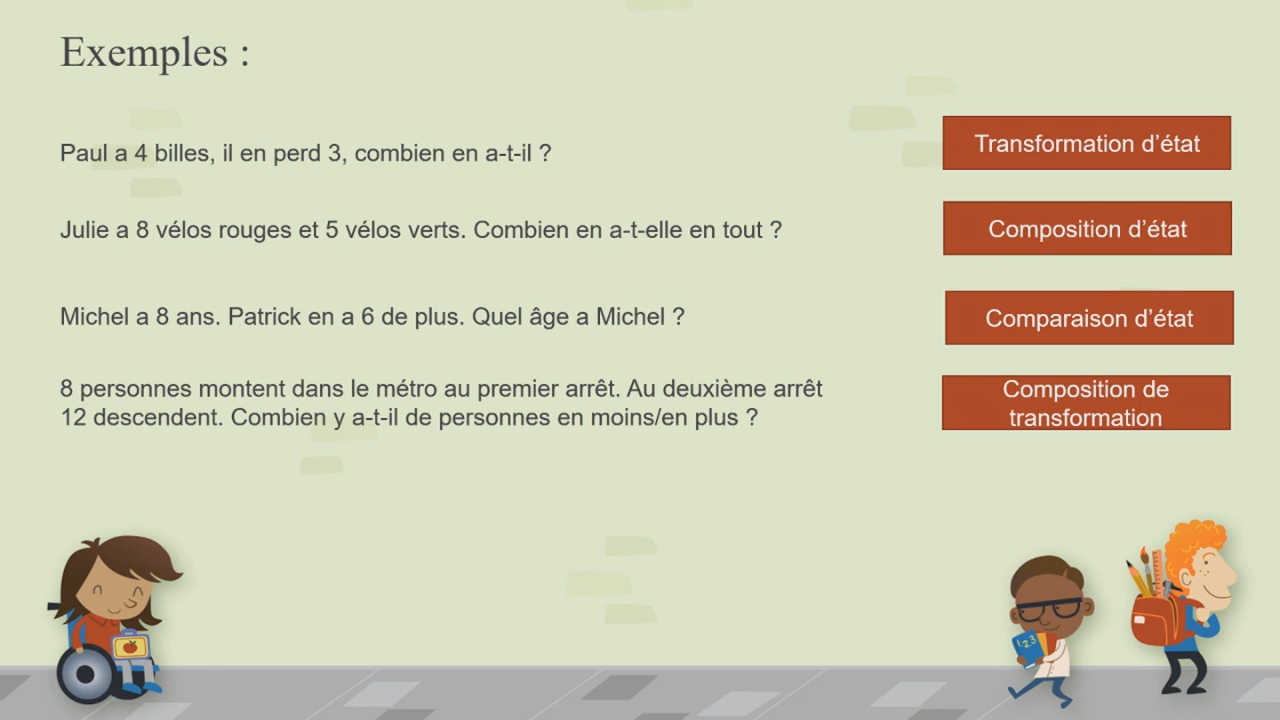 Exemples :
Paul a 4 billes, il en perd 3, combien en a-t-il ?
Transformation d’état
Julie a 8 vélos rouges et 5 vélos verts. Combien en a-t-elle en tout ?
Composition d’état
Michel a 8 ans. Patrick en a 6 de plus. Quel âge a Michel ?
Comparaison d’état
8 personnes montent dans le métro au premier arrêt. Au deuxième arrêt
12 descendent. Combien y a-t-il de personnes en moins/en plus ?
Composition de
transformation
1,2,3